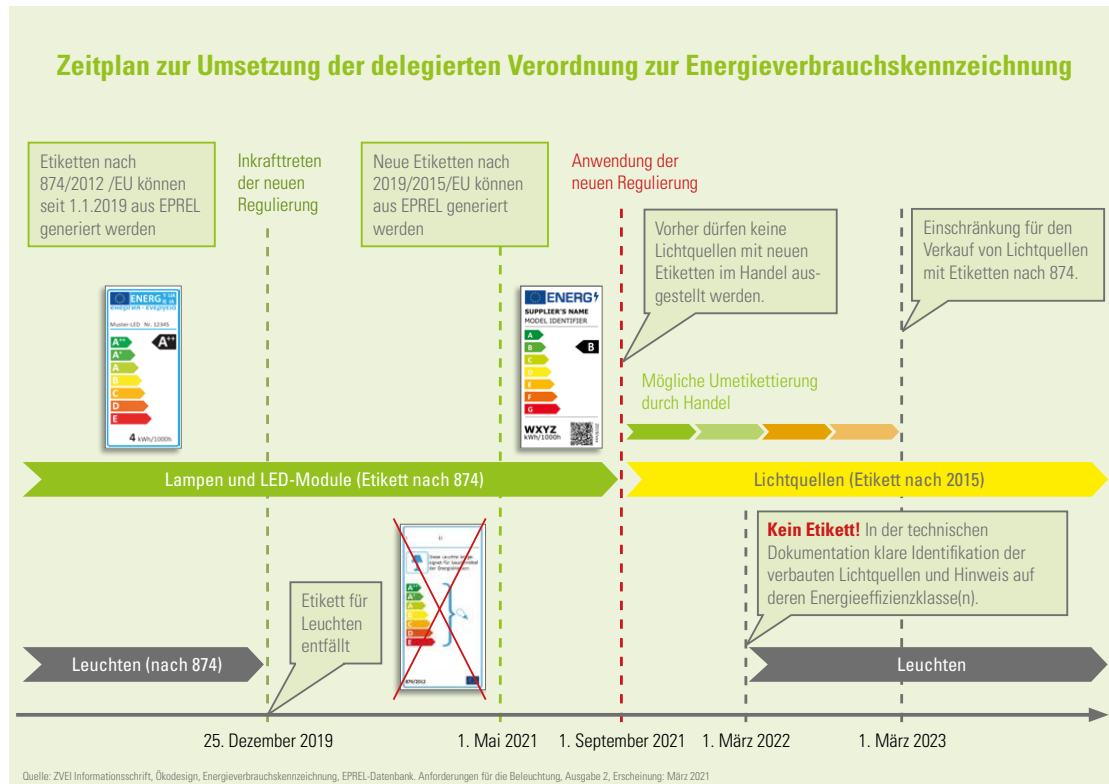 Zeitplan zur Umsetzung der delegierten Verordnung zur Energieverbrauchskennzeichnung
Etiketten nach
874/2012 /EU können
seit 1.1.2019 aus EPREL
generiert werden
Inkrafttreten
der neuen
Regulierung
Neue Etiketten nach
2019/2015/EU können
aus EPREL generiert
werden
Anwendung der
neuen Regulierung
Vorher dürfen keine
Lichtquellen mit neuen
Etiketten im Handel aus-
gestellt werden.
Einschränkung für den
Verkauf von Lichtquellen
mit Etiketten nach 874.
ENERG
енергия · ενεργεια
Muster-LED Nr. 12345
A++
A+
A
B
C
D
E
A++
4 kWh/1000h
ENERG
SUPPLIER'S NAME
MODEL IDENTIFIER
A
B
C
D
E
F
G
B
WXYZ
kWh/1000h
Mögliche Umetikettierung
durch Handel
Lampen und LED-Module (Etikett nach 874)
Lichtquellen (Etikett nach 2015)
Kein Etikett! In der technischen
Dokumentation klare Identifikation der
verbauten Lichtquellen und Hinweis auf
deren Energieeffizienzklasse(n).
Etikett für
Leuchten
entfällt
A++
A+
A
B
C
D
E
874/2012
Leuchten (nach 874)
Leuchten
25. Dezember 2019
1. Mai 2021
1. September 2021
1. März 2022
1. März 2023
Quelle: ZVEI Informationsschrift, Ökodesign, Energieverbrauchskennzeichnung, EPREL-Datenbank. Anforderungen für die Beleuchtung, Ausgabe 2, Erscheinung: März 2021